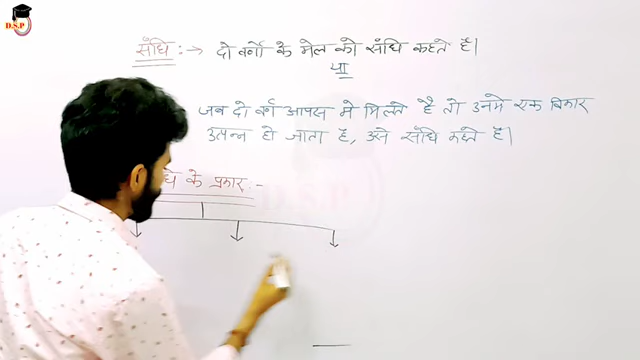 D.S.P
संधि :→ दो वर्णों के मेल को संधि कहते हैं।
या
जब दो वर्ण आपस में मिलते है तो उनमे एक विकार
उत्पन्न हो जाता है, उसे संधि कहते हैं।
धि के प्रकार:-
D.S.P